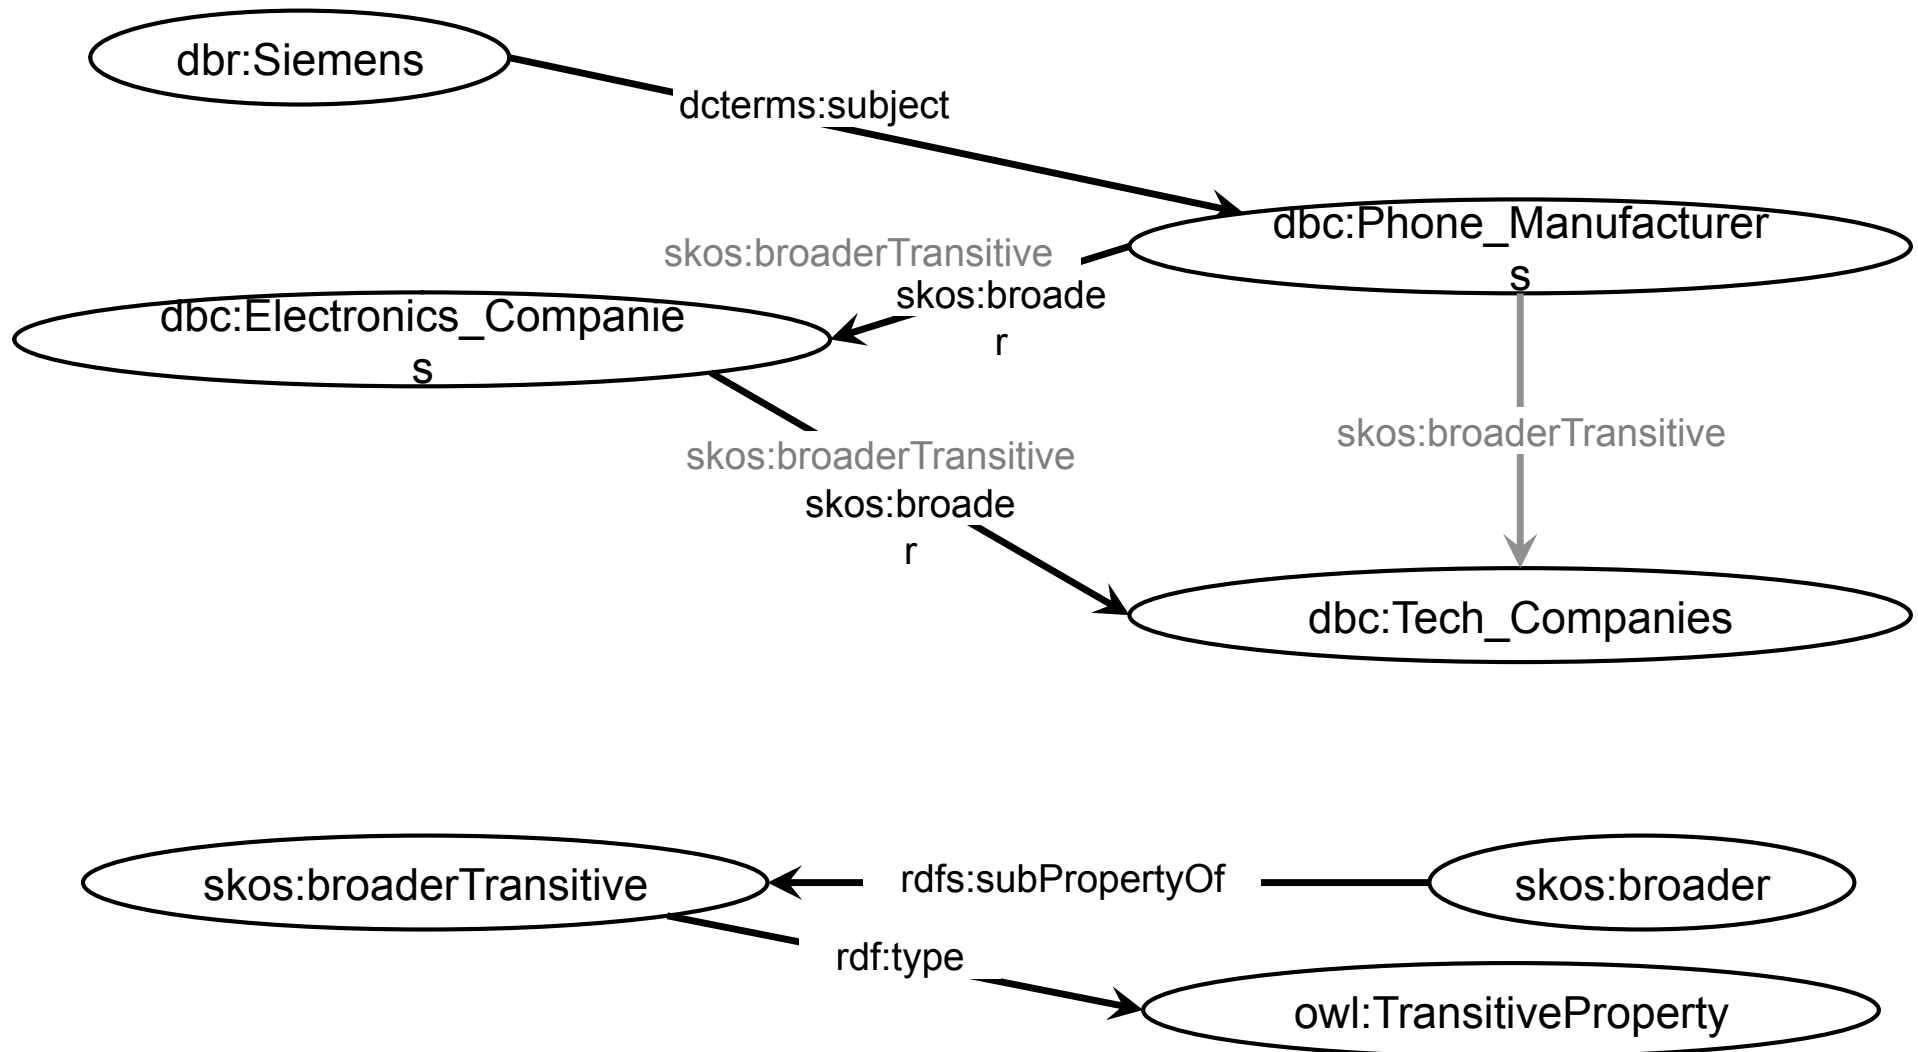 dbr:Siemens
dcterms:subject
dbc:Phone_Manufacturer
s
skos:broaderTransitive
skos:broade
r
dbc:Electronics_Companie
s
skos:broaderTransitive
skos:broaderTransitive
skos:broade
r
dbc:Tech_Companies
skos:broaderTransitive
rdfs:subPropertyOf
skos:broader
rdf:type
owl:TransitiveProperty